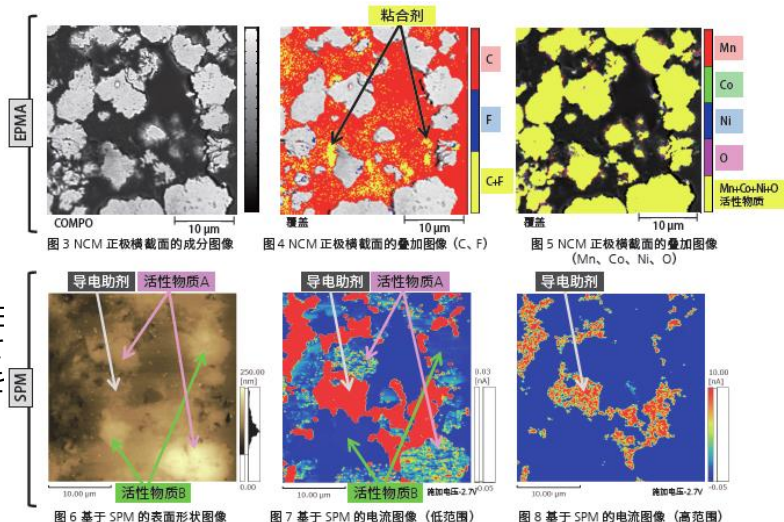 粘合剂
EPMA
C
F
C+F
Mn
Co
Ni
O
Mn+Co+Ni+O
活性物质
COMPO
10 μm
覆盖
10 μm
覆盖
10 μm
图 3 NCM 正极横截面的成分图像
图 4 NCM 正极横截面的叠加图像（C、F）
图 5 NCM 正极横截面的叠加图像
（Mn、Co、Ni、O）
SPM
导电助剂
活性物质A
导电助剂
活性物质A
导电助剂
250.00
[nm]
0.00
0.03
[nA]
-0.05
10.00
[nA]
-0.05
10.00 μm
活性物质B
10.00 μm
活性物质B
施加电压-2.7V
10.00 μm
施加电压-2.7V
图 6 基于 SPM 的表面形状图像
图 7 基于 SPM 的电流图像（低范围）
图 8 基于 SPM 的电流图像（高范围）